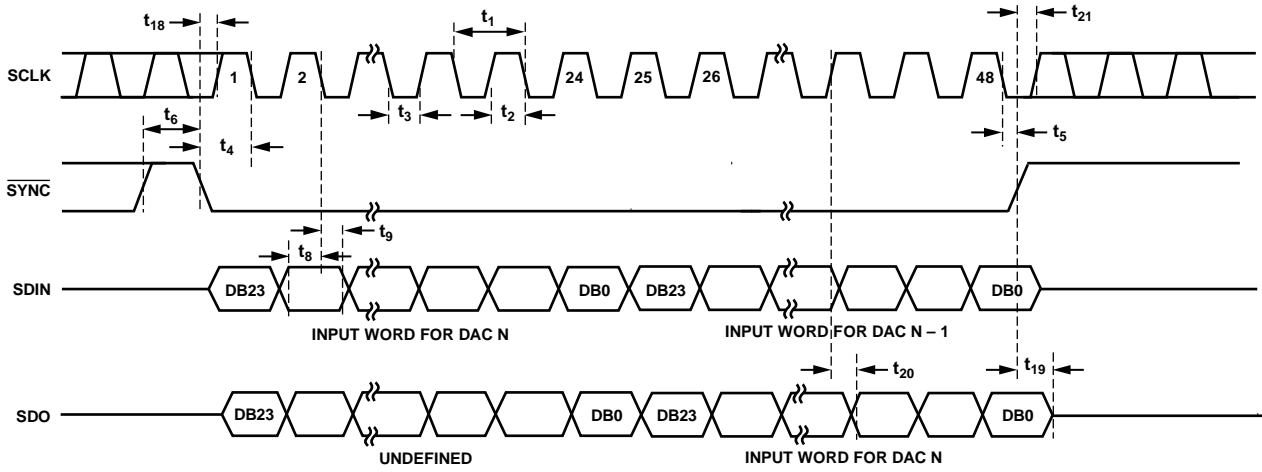 t18
t1
t21
SCLK
1
2
24
25
26
48
t3
t2
t6
t4
t5
SYNC
t9
t8
SDIN
DB23
DB0
DB23
DB0
INPUT WORD FOR DAC N
INPUT WORD FOR DAC N – 1
t20
t19
SDO
DB23
DB0
DB23
DB0
UNDEFINED
INPUT WORD FOR DAC N